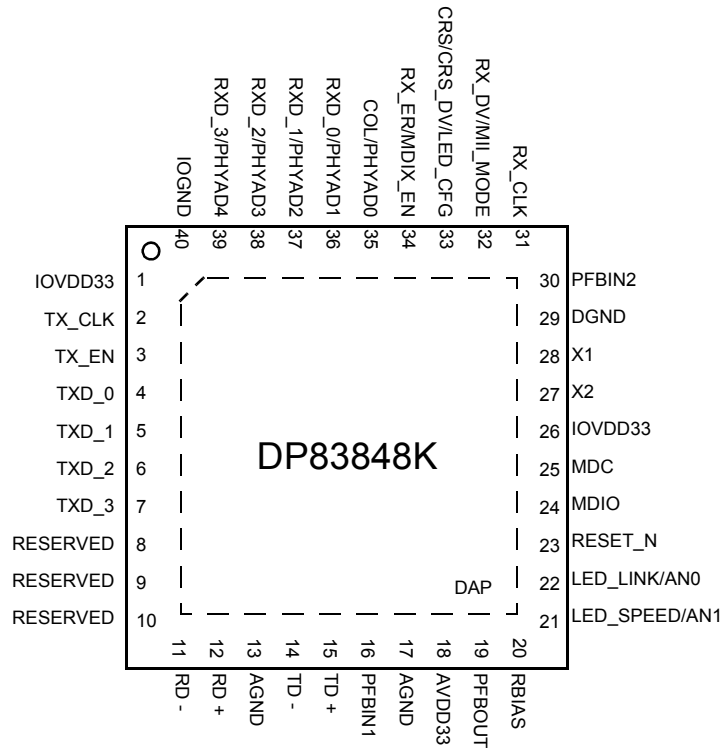 CRS/CRS_DV/LED_CFG
RX_DV/MII_MODE
RX_ER/MDIX_EN
RXD_3/PHYAD4
RXD_2/PHYAD3
RXD_1/PHYAD2
RXD_0/PHYAD1
COL/PHYAD0
RX_CLK
IOGND
40 39 38 37 36 35 34 33 32 31
IOVDD33 1
TX_CLK 2
TX_EN 3
TXD_0 4
TXD_1 5
TXD_2 6
TXD_3 7
RESERVED 8
RESERVED 9
RESERVED 10
DP83848K
DAP
30 PFBIN2
29 DGND
28 X1
27 X2
26 IOVDD33
25 MDC
24 MDIO
23 RESET_N
22 LED_LINK/AN0
21 LED_SPEED/AN1
11 12 13 14 15 16 17 18 19 20
RD -
RD +
AGND
TD -
TD +
PFBIN1
AGND
AVDD33
PFBOUT
RBIAS